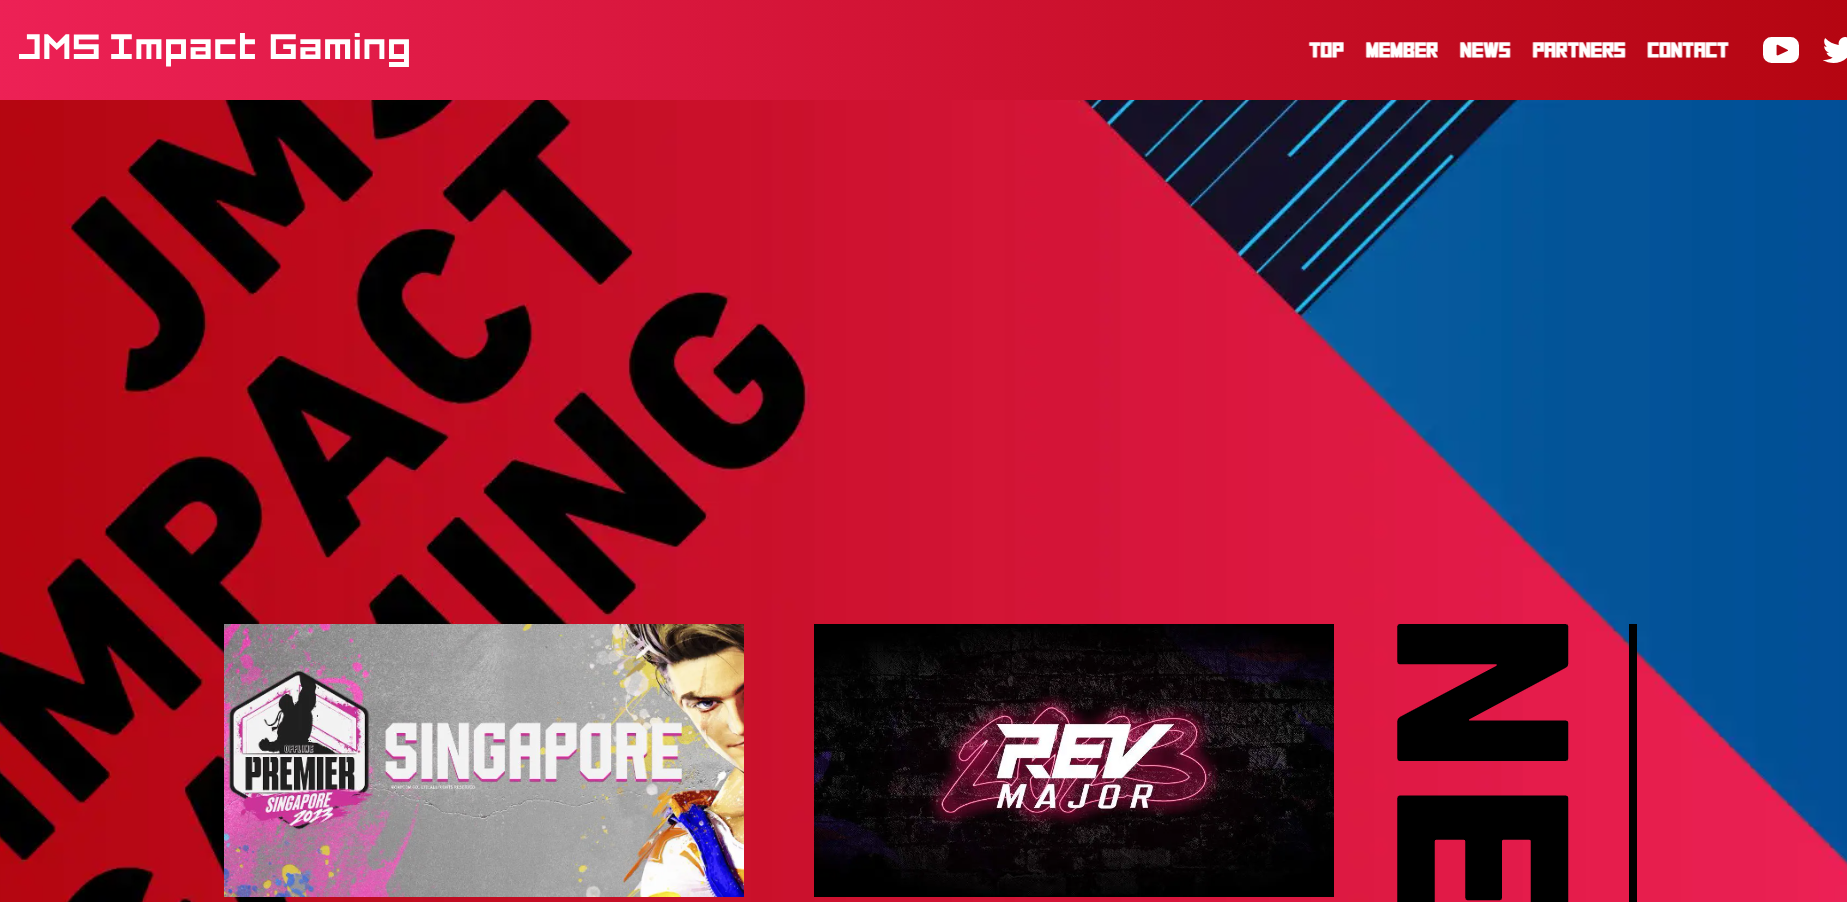 JMS Impact Gaming
TOP MEMBER NEWS PARTNERS CONTACT
JMS
IMPACT
GAMING
OFFLINE
PREMIER
SINGAPORE
2023
SINGAPORE
2023
REV
MAJOR
NE